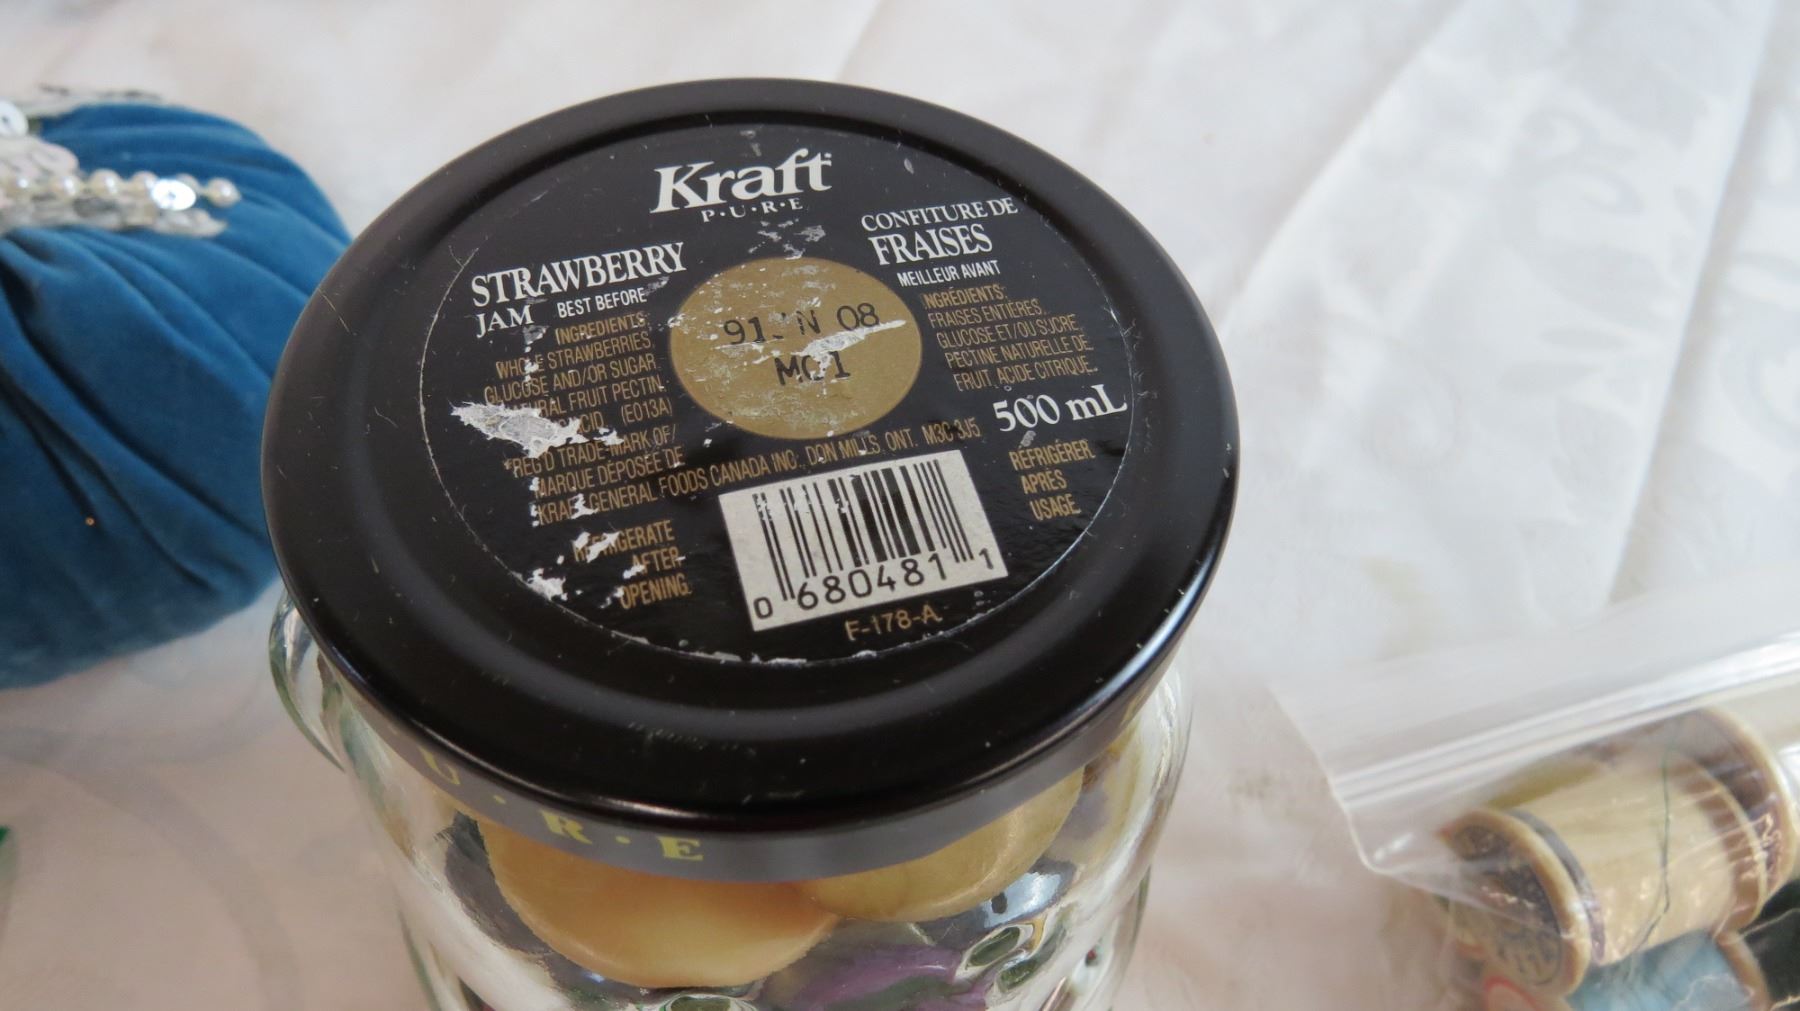 Kraft
P·U·R·E
STRAWBERRY
JAM BEST BEFORE
INGREDIENTS:
STRAWBERRIES,
GLUCOSE AND/OR SUGAR,
FRUIT PECTIN,
(E013A)
*REG'D TRADE-MARK OF/
MARQUE DÉPOSÉE DE
KRAFT GENERAL FOODS CANADA INC., DON MILLS, ONT. M3C 3J5
REFRIGERATE
AFTER
OPENING.
91 08
MC1
CONFITURE DE
FRAISES
MEILLEUR AVANT
INGRÉDIENTS:
FRAISES ENTIÈRES,
GLUCOSE ET/OU SUCRE,
PECTINE NATURELLE DE
FRUIT, ACIDE CITRIQUE.
500 mL
RÉFRIGÉRER
APRÈS
USAGE.
0 680481 1
F-178-A
U·R·E